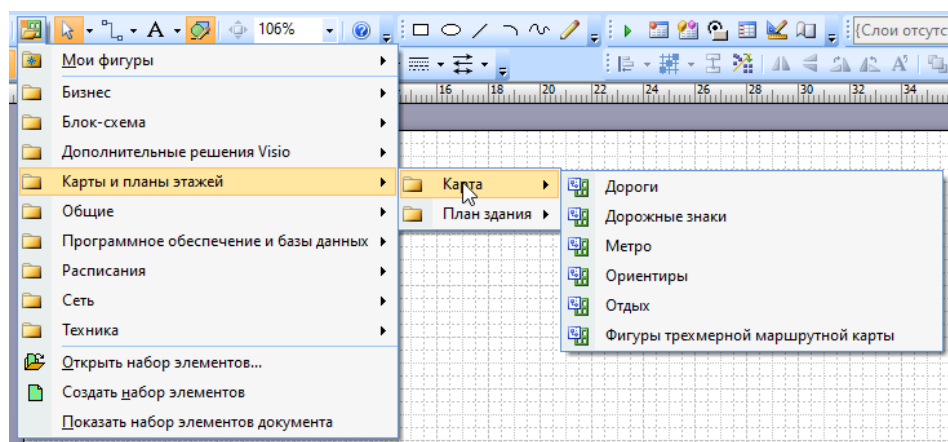 A 106% {Слои отсутс
Мои фигуры
16 18 20 22 24 26 28 30 32 34
Бизнес
Блок-схема
Дополнительные решения Visio
Карты и планы этажей
Карта
Дороги
Общие
План здания
Дорожные знаки
Программное обеспечение и базы данных
Метро
Расписания
Ориентиры
Сеть
Отдых
Техника
Фигуры трехмерной маршрутной карты
Открыть набор элементов...
Создать набор элементов
Показать набор элементов документа